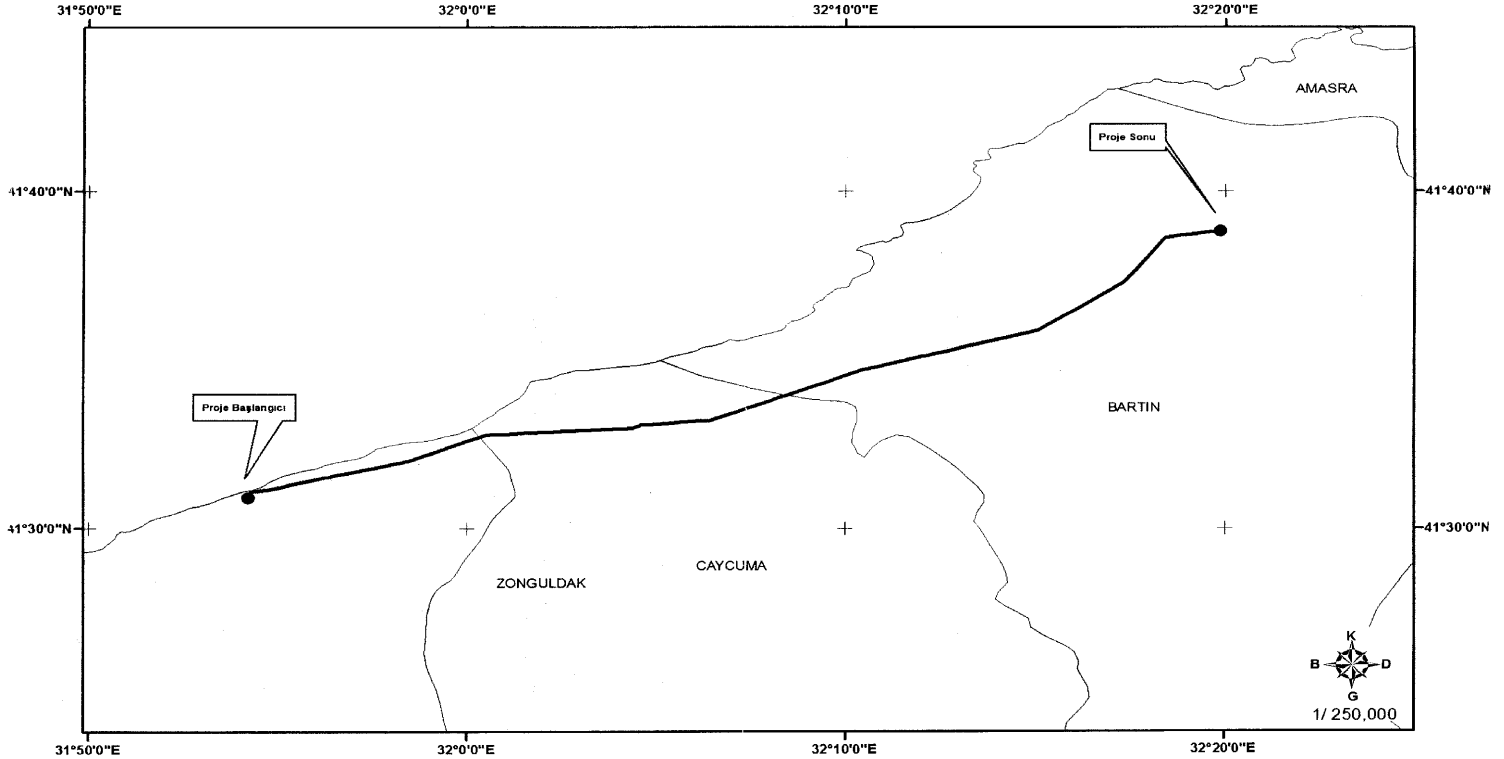 31°50'0"E
32°0'0"E
32°10'0"E
32°20'0"E
AMASRA
Proje Sonu
41°40'0"N
41°40'0"N
Proje Başlangıcı
BARTIN
41°30'0"N
41°30'0"N
CAYCUMA
ZONGULDAK
K
B D
G
1/ 250,000
31°50'0"E
32°0'0"E
32°10'0"E
32°20'0"E